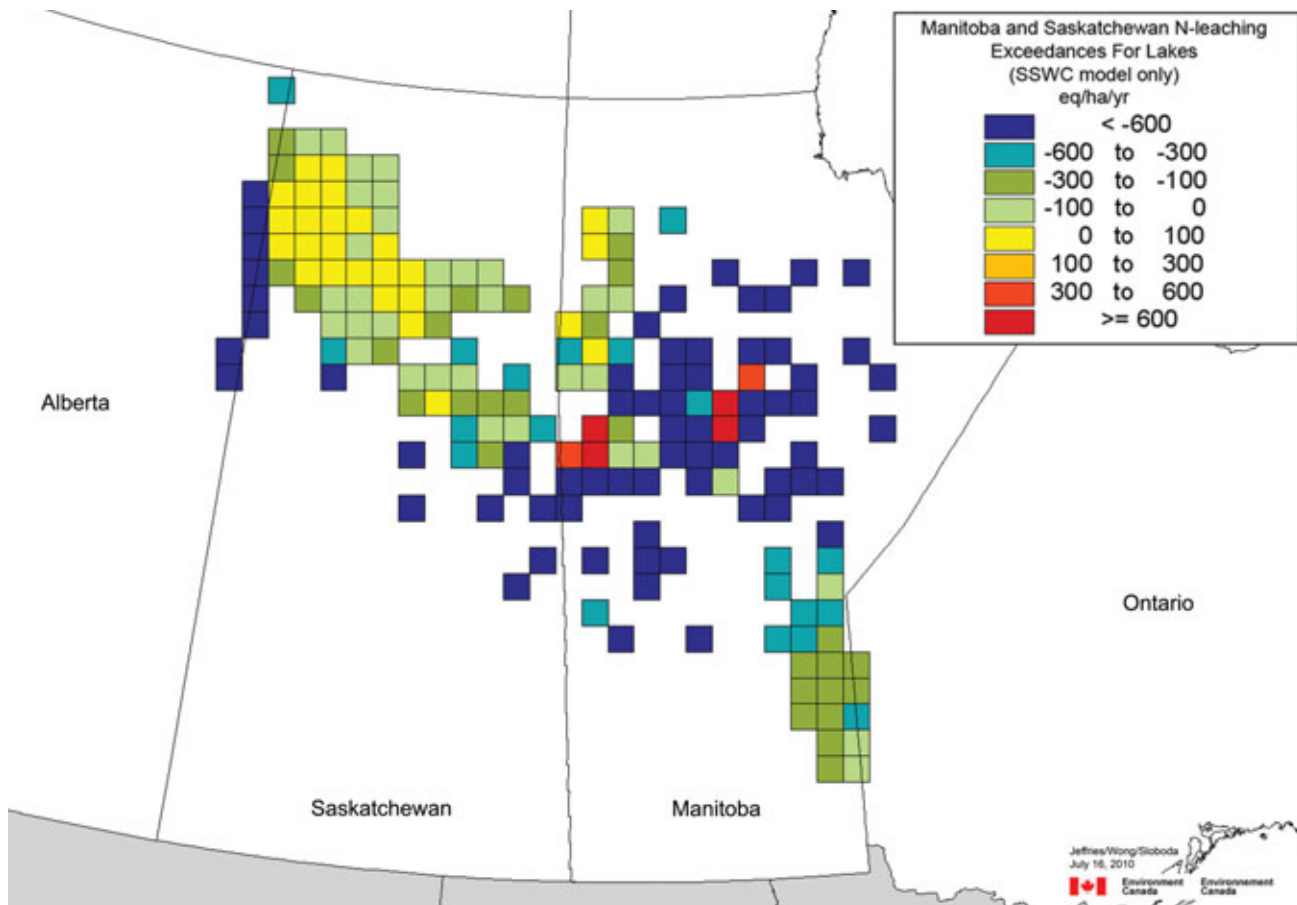 Manitoba and Saskatchewan N-leaching
Exceedances For Lakes
(SSWC model only)
eq/ha/yr
< -600
-600 to -300
-300 to -100
-100 to 0
0 to 100
100 to 300
300 to 600
>= 600
Alberta
Ontario
Saskatchewan
Manitoba
Jeffries/Wong/Sloboda
July 16, 2010
Environment Environnement
Canada Canada